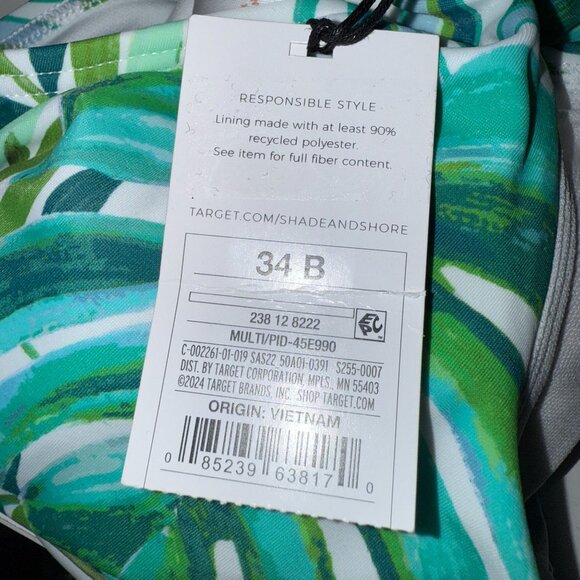 RESPONSIBLE STYLE
Lining made with at least 90%
recycled polyester.
See item for full fiber content.
TARGET.COM/SHADEANDSHORE
34 B
238 12 8222
EPC
MULTI/PID-45E990
C-002261-01-019 SAS22 50A01-0391 S255-0007
DIST. BY TARGET CORPORATION, MPLS., MN 55403
©2024 TARGET BRANDS, INC. SHOP TARGET.COM
ORIGIN: VIETNAM
0 85239 63817 0